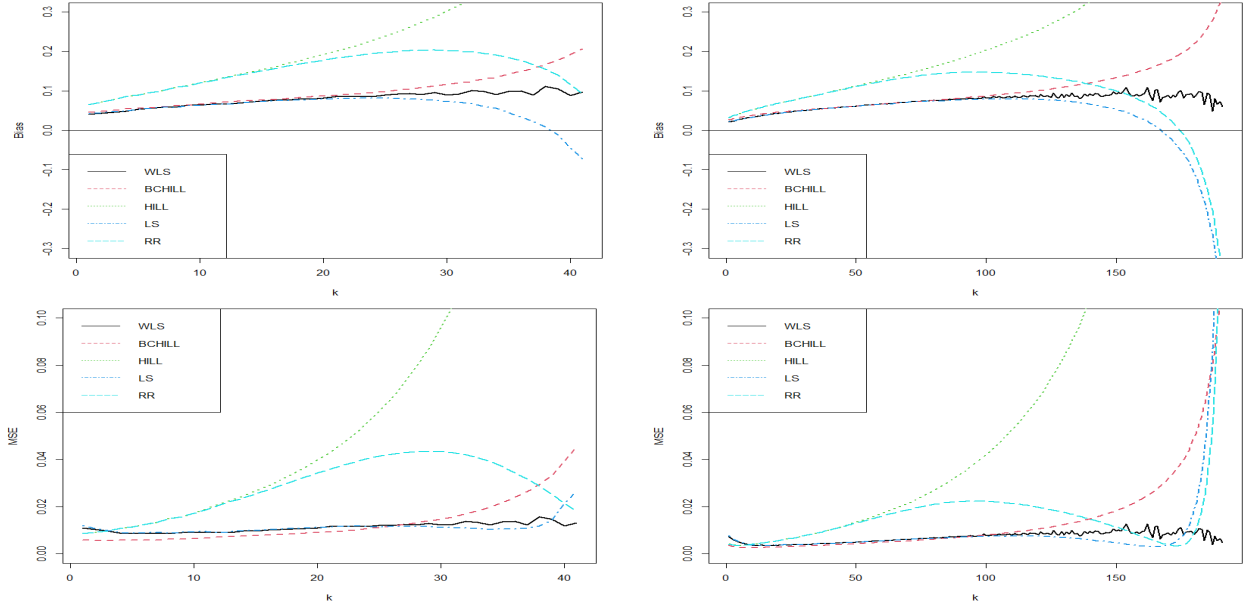 Bias
0.3
0.2
0.1
0.0
-0.1
-0.2
-0.3
WLS
BCHILL
HILL
LS
RR
0
10
20
30
40
k
Bias
0.3
0.2
0.1
0.0
-0.1
-0.2
-0.3
WLS
BCHILL
HILL
LS
RR
0
50
100
150
k
MSE
0.10
0.08
0.06
0.04
0.02
0.00
WLS
BCHILL
HILL
LS
RR
0
10
20
30
40
k
MSE
0.10
0.08
0.06
0.04
0.02
0.00
WLS
BCHILL
HILL
LS
RR
0
50
100
150
k